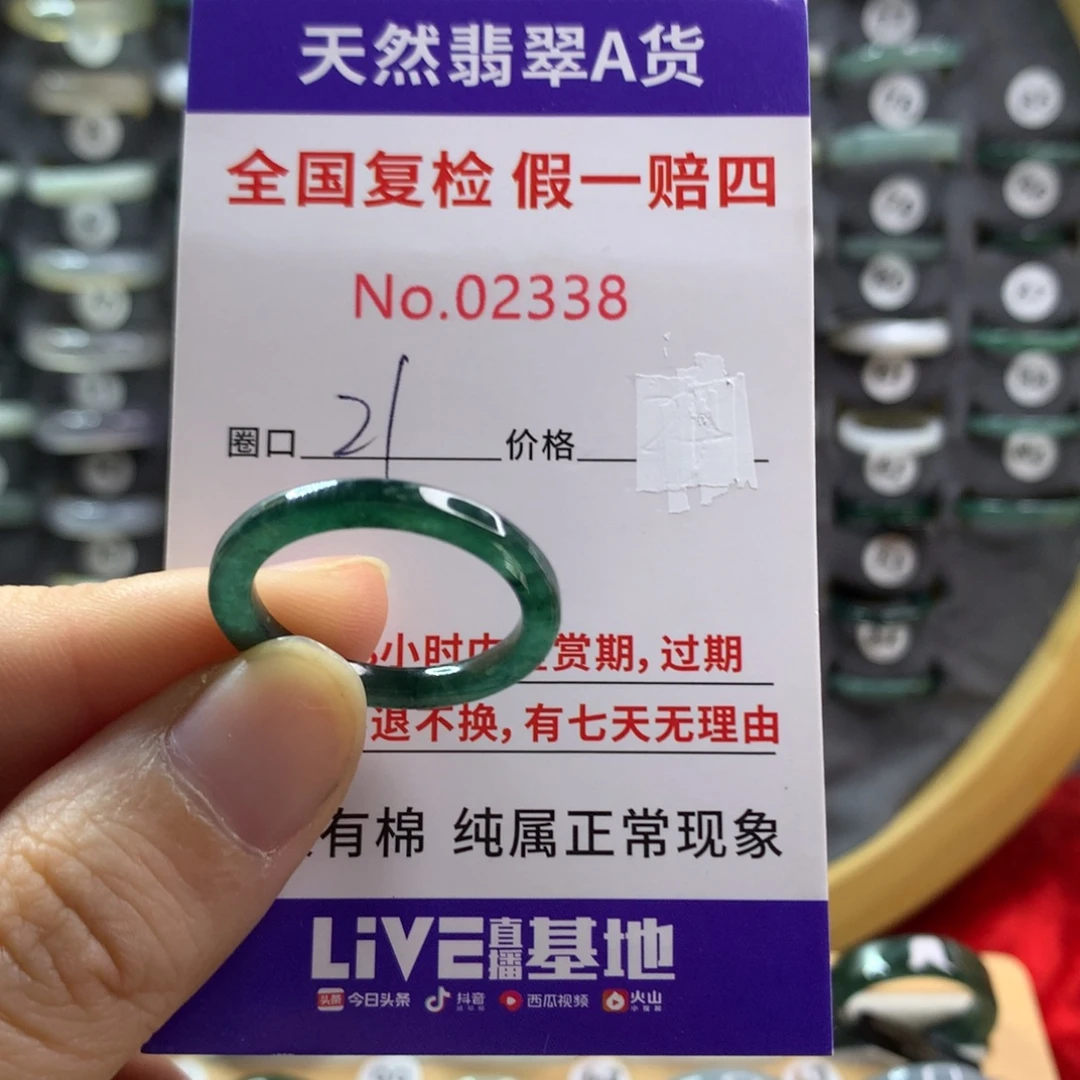 天然翡翠A货
全国复检 假一赔四
No.02338
圈口 21 价格
小时内 赏期,过期
退不换,有七天无理由
有棉 纯属正常现象
LiVE直播基地
头条 今日头条 抖音 西瓜视频 火山